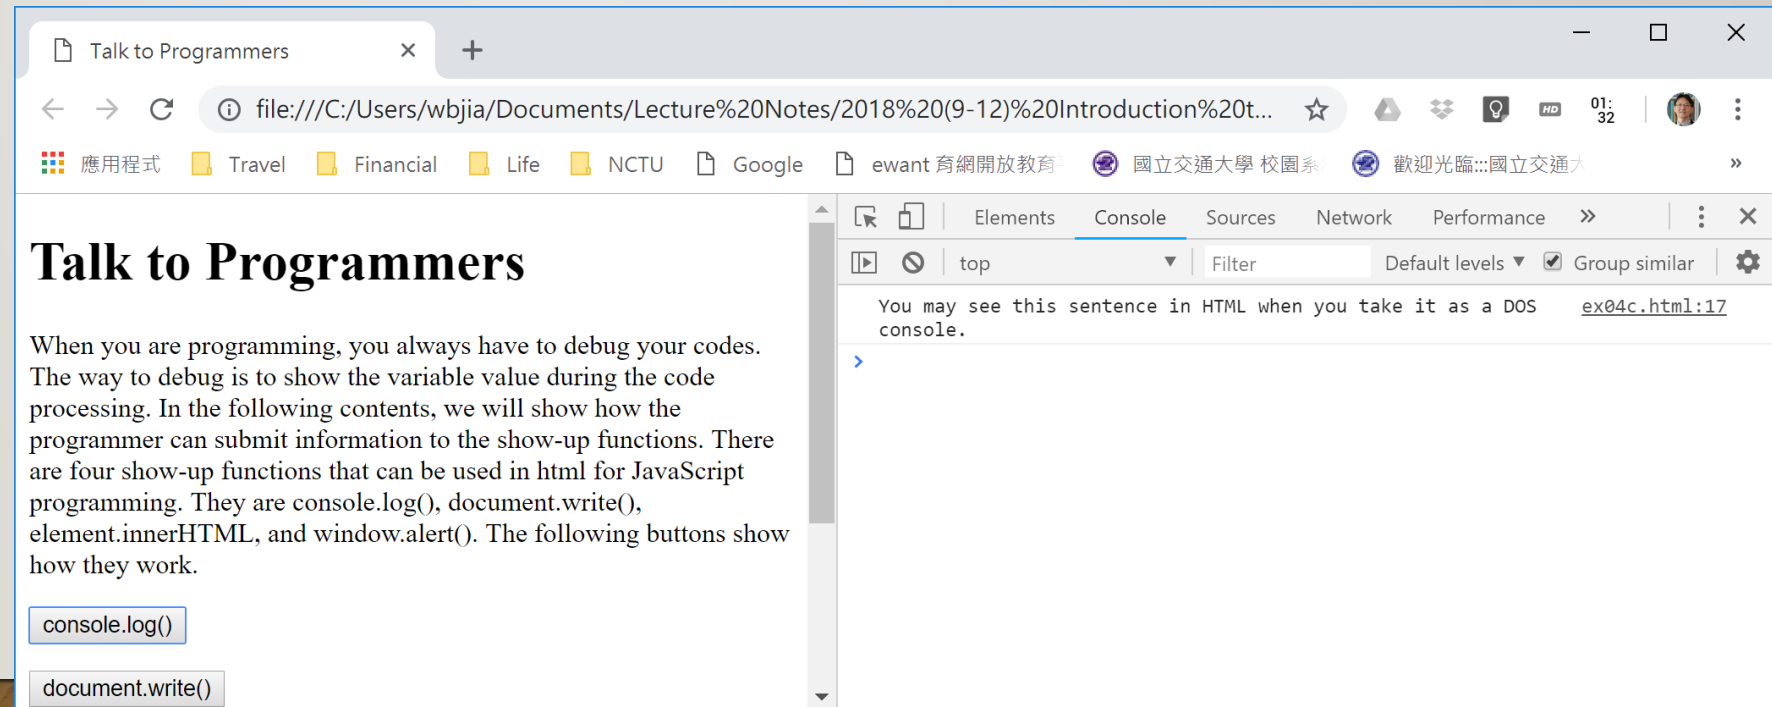 Talk to Programmers
file:///C:/Users/wbjia/Documents/Lecture%20Notes/2018%20(9-12)%20Introduction%20t...
HD
01:
32
應用程式 Travel Financial Life NCTU Google ewant 育網開放教育 國立交通大學 校園系 歡迎光臨:::國立交通 »
Talk to Programmers
When you are programming, you always have to debug your codes.
The way to debug is to show the variable value during the code
processing. In the following contents, we will show how the
programmer can submit information to the show-up functions. There
are four show-up functions that can be used in html for JavaScript
programming. They are console.log(), document.write(),
element.innerHTML, and window.alert(). The following buttons show
how they work.
console.log()
document.write()
Elements Console Sources Network Performance »
top Filter Default levels ▼ Group similar
You may see this sentence in HTML when you take it as a DOS ex04c.html:17
console.
>